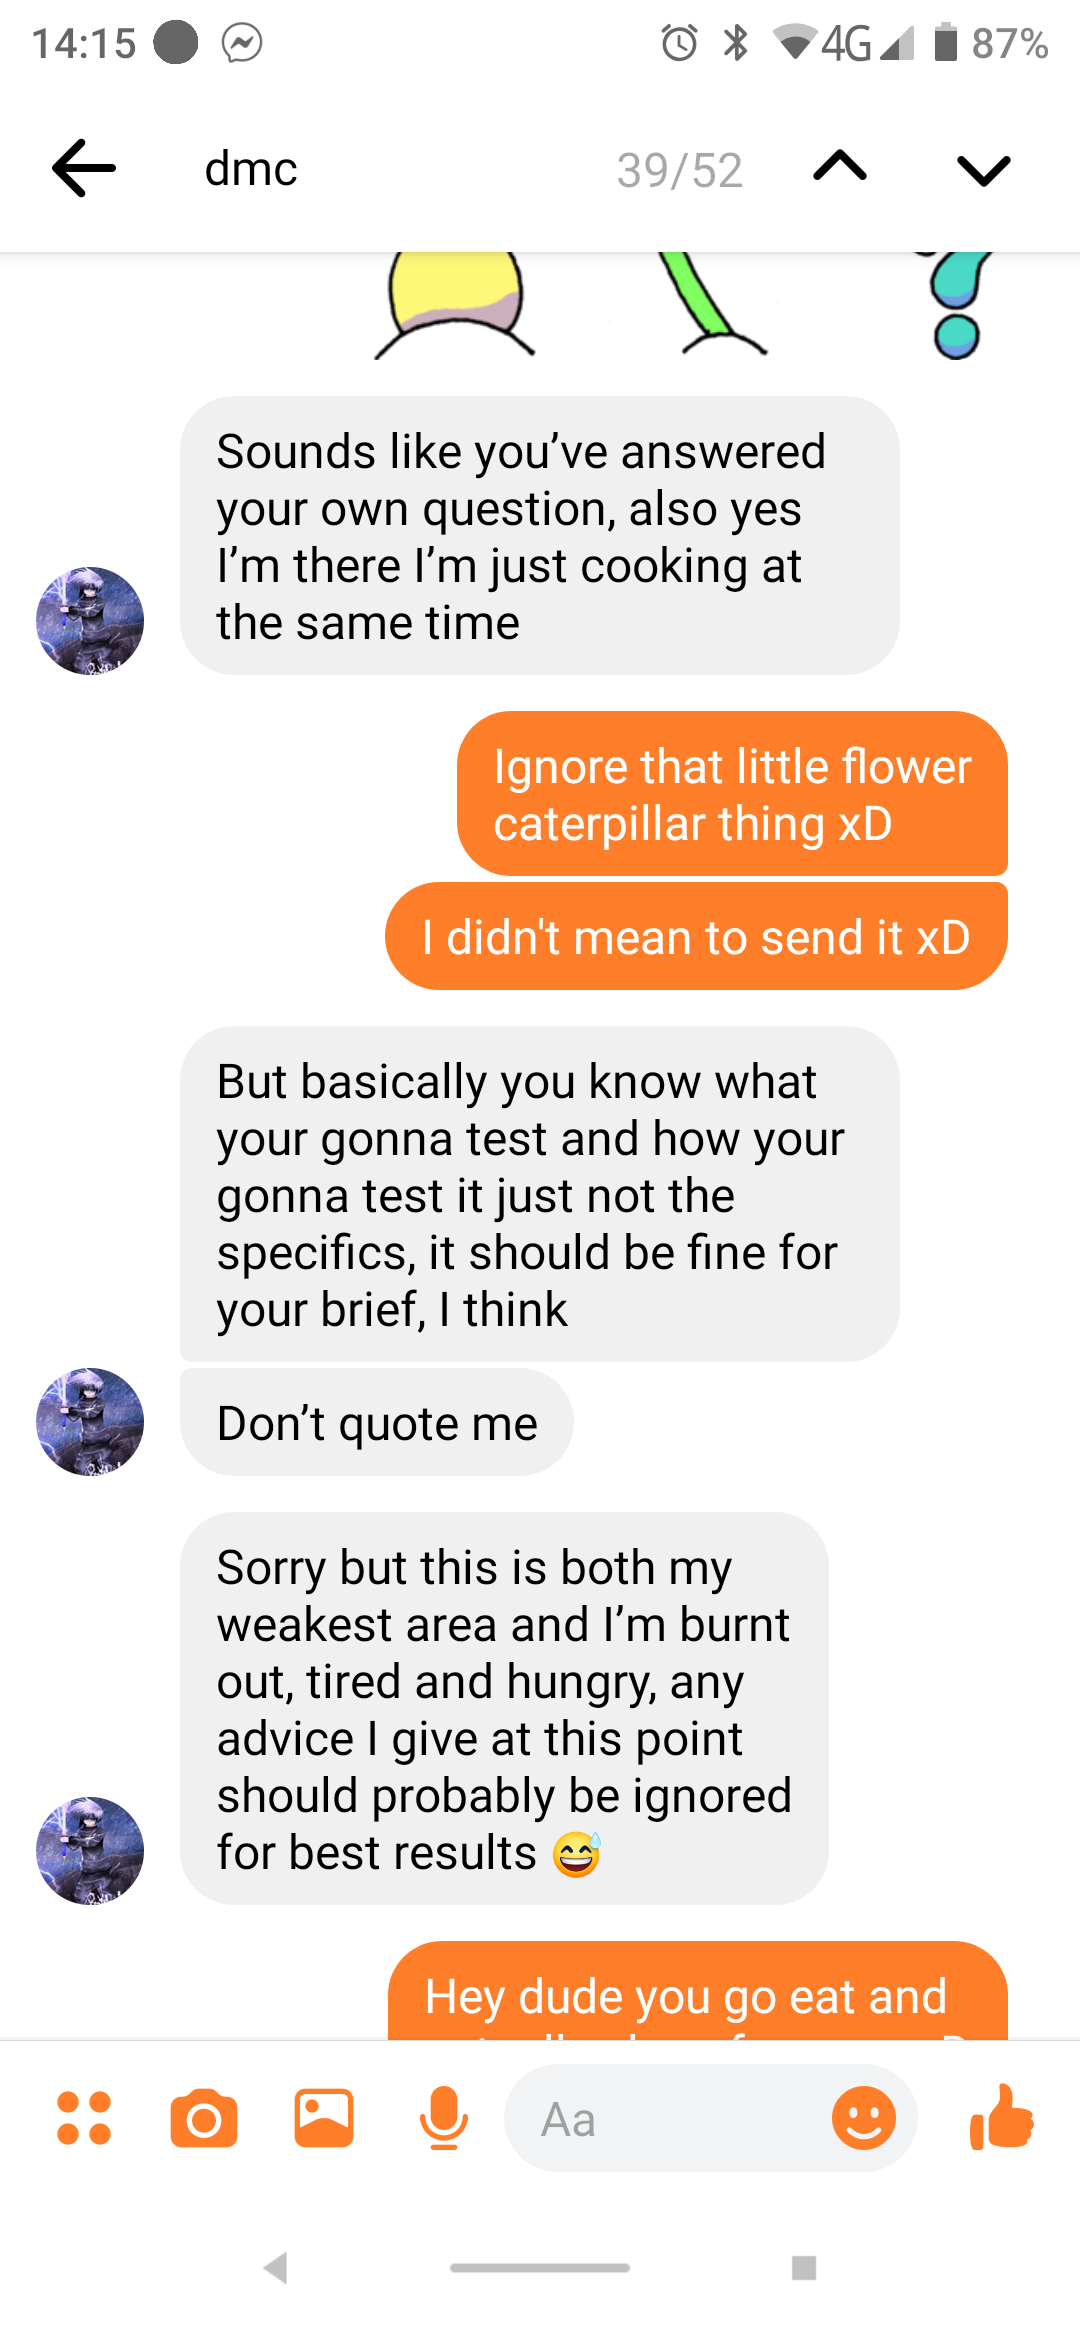 14:15 4G 87%
dmc 39/52
Sounds like you’ve answered
your own question, also yes
I’m there I’m just cooking at
the same time
Ignore that little flower
caterpillar thing xD
I didn't mean to send it xD
But basically you know what
your gonna test and how your
gonna test it just not the
specifics, it should be fine for
your brief, I think
Don’t quote me
Sorry but this is both my
weakest area and I’m burnt
out, tired and hungry, any
advice I give at this point
should probably be ignored
for best results 😅
Hey dude you go eat and
Aa